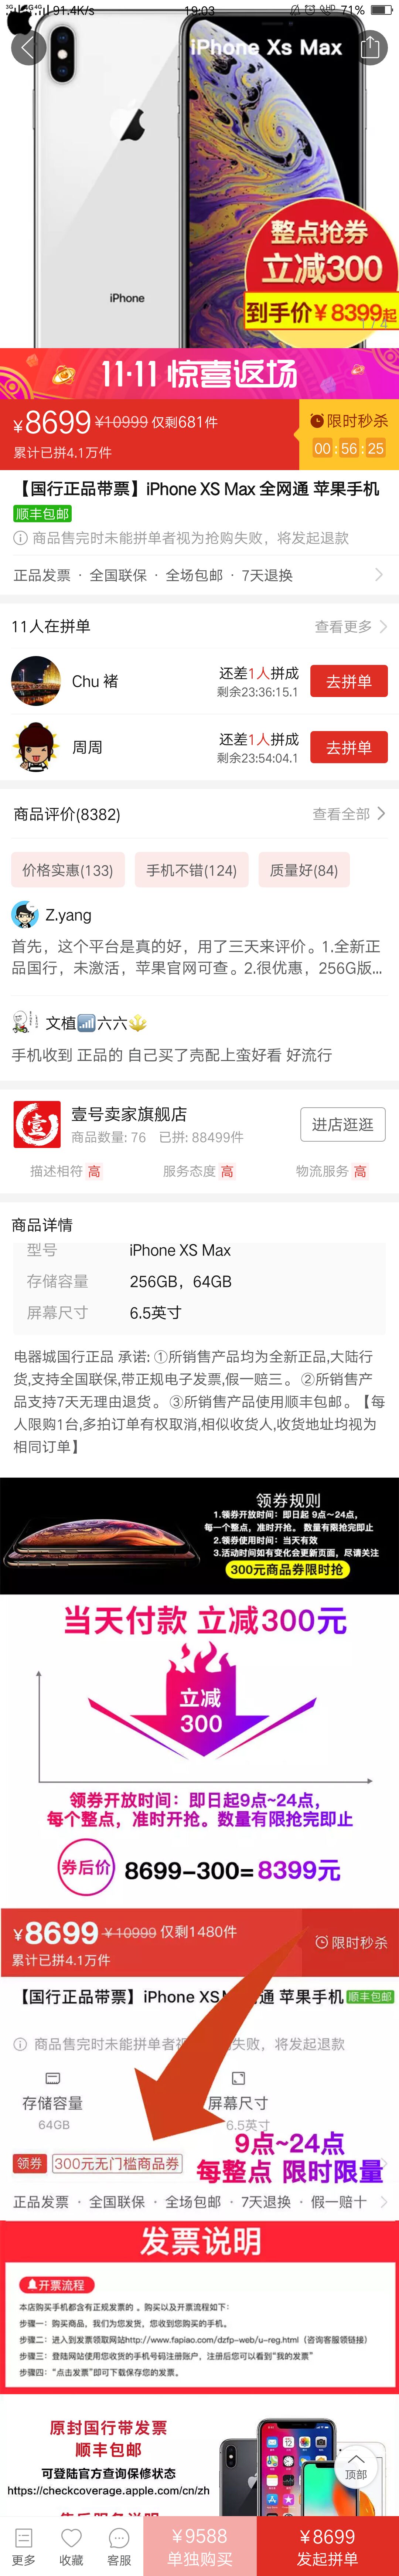 91.4K/s 19:03 HD 71%
iPhone Xs Max
iPhone
整点抢券
立减300
到手价¥8399起
1/4
11·11 惊喜返场
¥8699 ¥10999 仅剩681件
累计已拼4.1万件
限时秒杀
00:56:25
【国行正品带票】iPhone XS Max 全网通 苹果手机
顺丰包邮
商品售完时未能拼单者视为抢购失败，将发起退款
正品发票 · 全国联保 · 全场包邮 · 7天退换
11人在拼单 查看更多
Chu 褚
还差1人拼成
剩余23:36:15.1
去拼单
周周
还差1人拼成
剩余23:54:04.1
去拼单
商品评价(8382) 查看全部
价格实惠(133) 手机不错(124) 质量好(84)
Z.yang
首先，这个平台是真的好，用了三天来评价。1.全新正
品国行，未激活，苹果官网可查。2.很优惠，256G版...
文植📶六六🔱
手机收到 正品的 自己买了壳配上蛮好看 好流行
壹
壹号卖家旗舰店
商品数量: 76 已拼: 88499件
进店逛逛
描述相符 高 服务态度 高 物流服务 高
商品详情
型号 iPhone XS Max
存储容量 256GB，64GB
屏幕尺寸 6.5英寸
电器城国行正品 承诺: ①所销售产品均为全新正品,大陆行
货,支持全国联保,带正规电子发票,假一赔三。②所销售产
品支持7天无理由退货。③所销售产品使用顺丰包邮。【每
人限购1台,多拍订单有权取消,相似收货人,收货地址均视为
相同订单】
领券规则
1.领券开放时间：即日起 9点~24点，
每一个整点，准时开抢。 数量有限抢完即止
2.领券使用时间：当天有效
3.活动时间如有变化会更新页面，尽请关注
300元商品券限时抢
当天付款 立减300元
立减
300
领券开放时间：即日起9点~24点，
每个整点，准时开抢。数量有限抢完即止
券后价 8699-300=8399元
¥8699 ¥10999 仅剩1480件
累计已拼4.1万件
限时秒杀
【国行正品带票】iPhone XS 通 苹果手机 顺丰包邮
商品售完时未能拼单者 失败，将发起退款
存储容量 屏幕尺寸
64GB 6.5英寸
9点~24点
领券 300元无门槛商品券 每整点 限时限量
正品发票 · 全国联保 · 全场包邮 · 7天退换 · 假一赔十
发票说明
开票流程
本店购买手机都含有正规发票的 。购买以及开票流程如下：
步骤一：购买商品，我们为您发货，您收到您购买的手机。
步骤二：进入到发票领取网站http://www.fapiao.com/dzfp-web/u-reg.html（咨询客服领链接）
步骤三：登陆网站使用您收货的手机号码注册账户，注册后您可以看到“我的发票”
步骤四：“点击发票”即可下载保存您的发票。
原封国行带发票
顺丰包邮
可登陆官方查询保修状态
https://checkcoverage.apple.com/cn/zh
顶部
更多 收藏 客服
¥9588
单独购买
¥8699
发起拼单